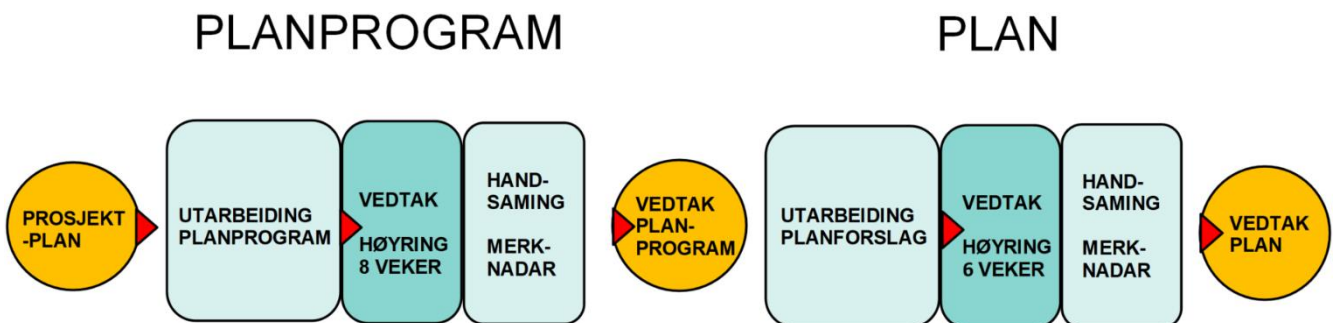 PLANPROGRAM
PLAN
PROSJEKT
-PLAN
UTARBEIDING
PLANPROGRAM
VEDTAK
HØYRING
8 VEKER
HAND-
SAMING
MERK-
NADAR
VEDTAK
PLAN-
PROGRAM
UTARBEIDING
PLANFORSLAG
VEDTAK
HØYRING
6 VEKER
HAND-
SAMING
MERK-
NADAR
VEDTAK
PLAN